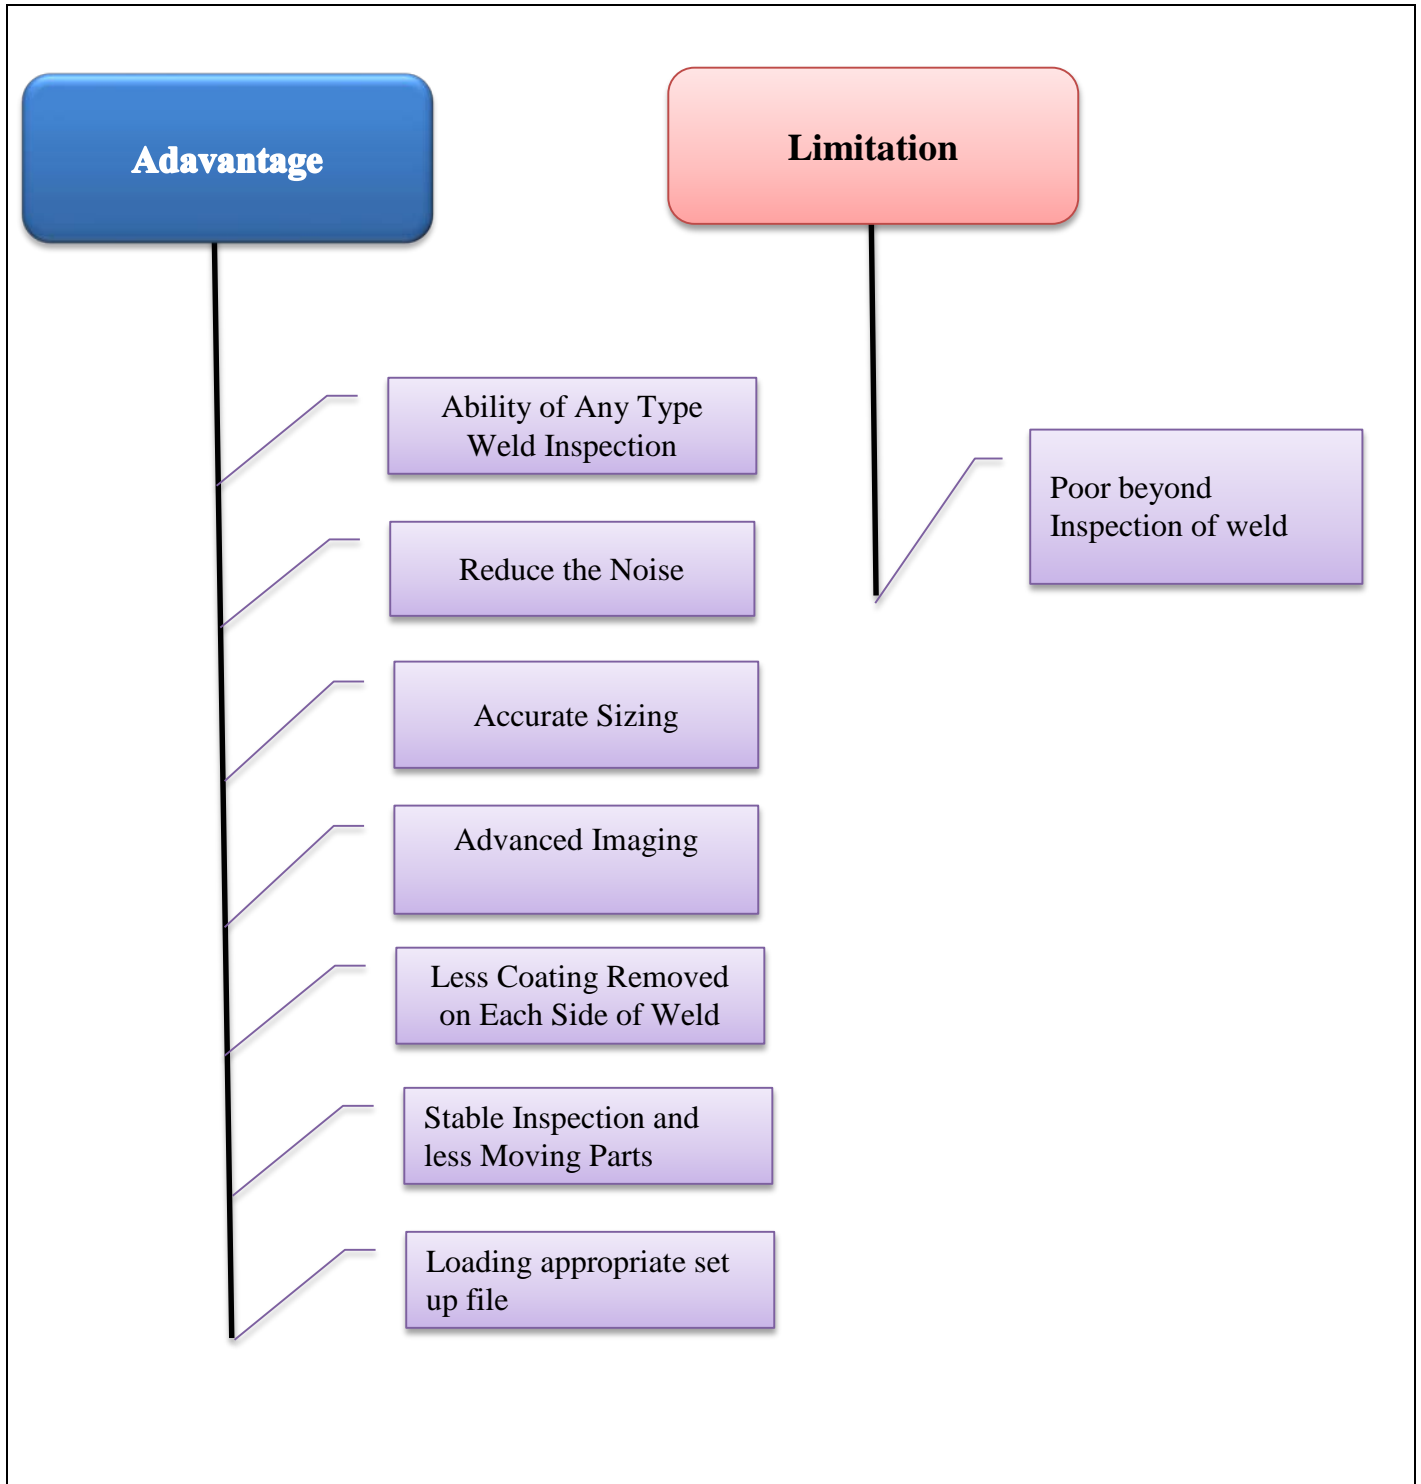 Adavantage
Limitation
Ability of Any Type
Weld Inspection
Reduce the Noise
Accurate Sizing
Advanced Imaging
Less Coating Removed
on Each Side of Weld
Stable Inspection and
less Moving Parts
Loading appropriate set
up file
Poor beyond
Inspection of weld